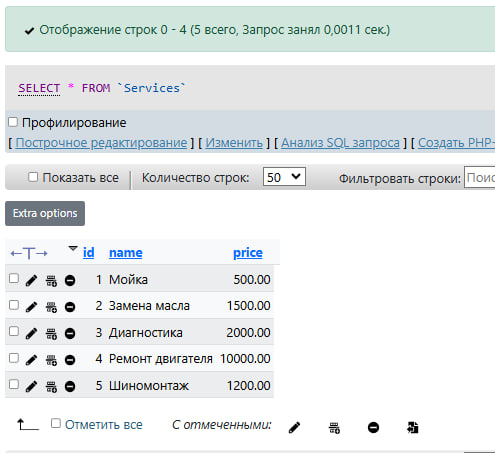 Отображение строк 0 - 4 (5 всего, Запрос занял 0,0011 сек.)
SELECT * FROM `Services`
Профилирование
[ Построчное редактирование ] [ Изменить ] [ Анализ SQL запроса ] [ Создать PHP-
Показать все Количество строк: 50 Фильтровать строки: Поис
Extra options
←T→ id name price
1 Мойка 500.00
2 Замена масла 1500.00
3 Диагностика 2000.00
4 Ремонт двигателя 10000.00
5 Шиномонтаж 1200.00
Отметить все С отмеченными: